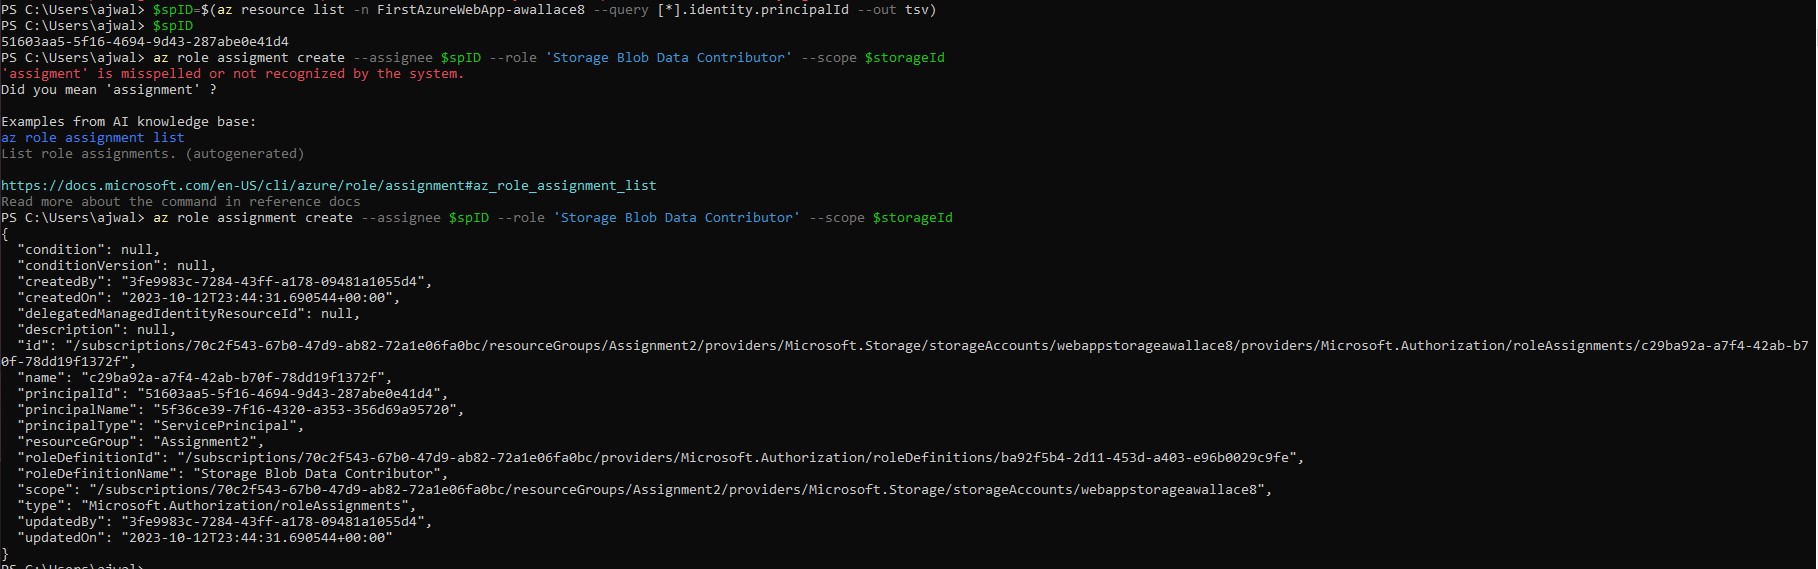 PS C:\Users\ajwal> $spID=$(az resource list -n FirstAzureWebApp-awallace8 --query [*].identity.principalId --out tsv)
PS C:\Users\ajwal> $spID
51603aa5-5f16-4694-9d43-287abe0e41d4
PS C:\Users\ajwal> az role assigment create --assignee $spID --role 'Storage Blob Data Contributor' --scope $storageId
'assigment' is misspelled or not recognized by the system.
Did you mean 'assignment' ?
Examples from AI knowledge base:
az role assignment list
List role assignments. (autogenerated)
https://docs.microsoft.com/en-US/cli/azure/role/assignment#az_role_assignment_list
Read more about the command in reference docs
PS C:\Users\ajwal> az role assignment create --assignee $spID --role 'Storage Blob Data Contributor' --scope $storageId
{
  "condition": null,
  "conditionVersion": null,
  "createdBy": "3fe9983c-7284-43ff-a178-09481a1055d4",
  "createdOn": "2023-10-12T23:44:31.690544+00:00",
  "delegatedManagedIdentityResourceId": null,
  "description": null,
  "id": "/subscriptions/70c2f543-67b0-47d9-ab82-72a1e06fa0bc/resourceGroups/Assignment2/providers/Microsoft.Storage/storageAccounts/webappstorageawallace8/providers/Microsoft.Authorization/roleAssignments/c29ba92a-a7f4-42ab-b7
0f-78dd19f1372f",
  "name": "c29ba92a-a7f4-42ab-b70f-78dd19f1372f",
  "principalId": "51603aa5-5f16-4694-9d43-287abe0e41d4",
  "principalName": "5f36ce39-7f16-4320-a353-356d69a95720",
  "principalType": "ServicePrincipal",
  "resourceGroup": "Assignment2",
  "roleDefinitionId": "/subscriptions/70c2f543-67b0-47d9-ab82-72a1e06fa0bc/providers/Microsoft.Authorization/roleDefinitions/ba92f5b4-2d11-453d-a403-e96b0029c9fe",
  "roleDefinitionName": "Storage Blob Data Contributor",
  "scope": "/subscriptions/70c2f543-67b0-47d9-ab82-72a1e06fa0bc/resourceGroups/Assignment2/providers/Microsoft.Storage/storageAccounts/webappstorageawallace8",
  "type": "Microsoft.Authorization/roleAssignments",
  "updatedBy": "3fe9983c-7284-43ff-a178-09481a1055d4",
  "updatedOn": "2023-10-12T23:44:31.690544+00:00"
}
PS C:\Users\ajwal>